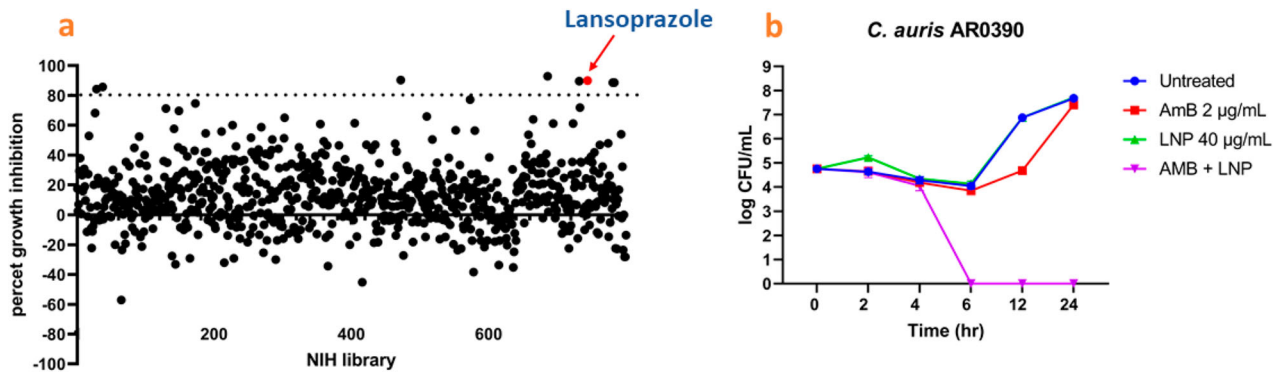 a
Lansoprazole
percet growth inhibition
100
80
60
40
20
0
-20
-40
-60
-80
-100
200
400
600
NIH library
b
C. auris AR0390
log CFU/mL
9
8
7
6
5
4
3
2
1
0
0 2 4 6 12 24
Time (hr)
Untreated
AmB 2 µg/mL
LNP 40 µg/mL
AMB + LNP